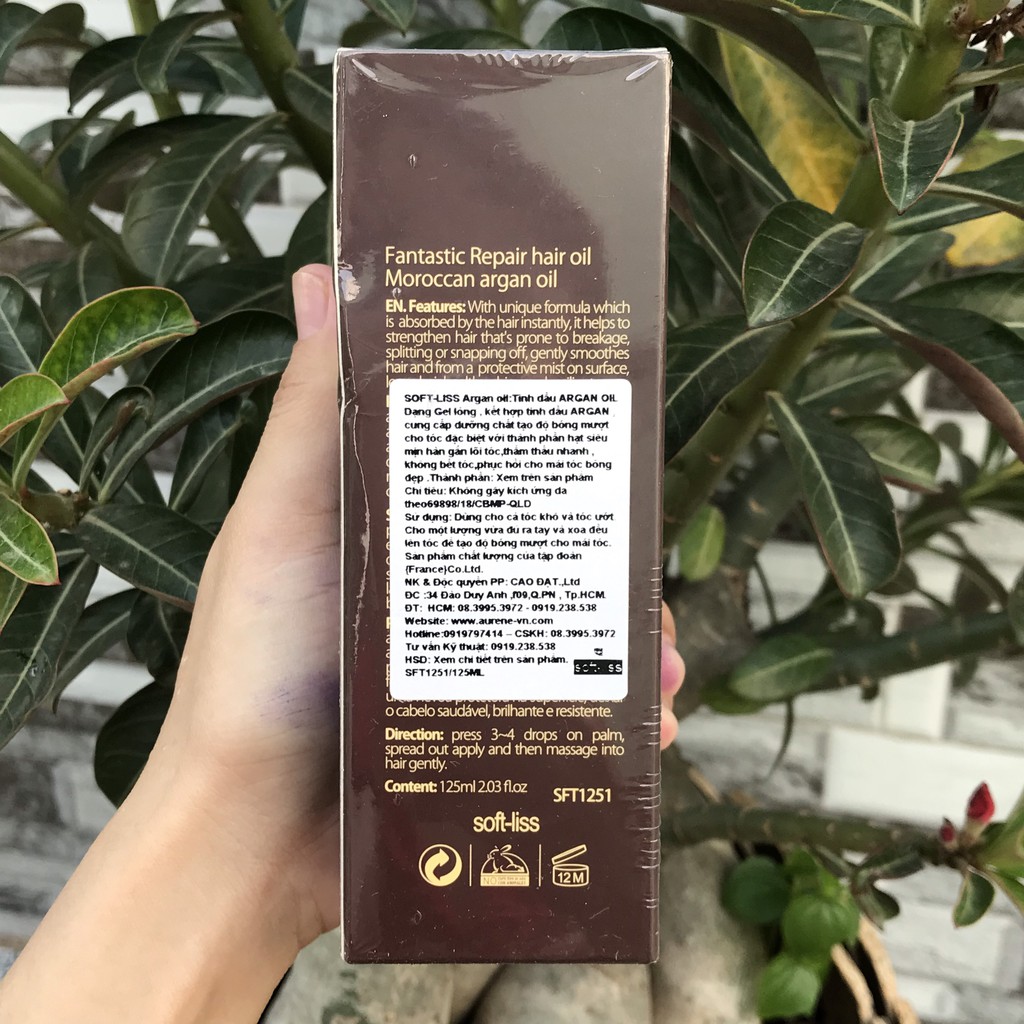 Fantastic Repair hair oil
Moroccan argan oil
EN. Features: With unique formula which
is absorbed by the hair instantly, it helps to
strengthen hair that's prone to breakage,
splitting or snapping off, gently smoothes
hair and from a protective mist on surface,
SOFT-LISS Argan oil:Tinh dầu ARGAN OIL
Dạng Gel lỏng , kết hợp tinh dầu ARGAN ,
cung cấp dưỡng chất tạo độ bóng mượt
cho tóc đặc biệt với thành phần hạt siêu
mịn hàn gắn lõi tóc,thẩm thấu nhanh ,
không bết tóc,phục hồi cho mái tóc bóng
đẹp .Thành phần: Xem trên sản phẩm
Chỉ tiêu: Không gây kích ứng da
theo69898/18/CBMP-QLD
Sử dụng: Dùng cho cả tóc khô và tóc ướt.
Cho một lượng vừa đủ ra tay và xoa đều
lên tóc để tạo độ bóng mượt cho mái tóc.
Sản phẩm chất lượng của tập đoàn
(France)Co.Ltd.
NK & Độc quyền PP: CAO ĐẠT.,Ltd
ĐC :34 Đào Duy Anh ,f09,Q.PN , Tp.HCM.
ĐT: HCM: 08.3995.3972 - 0919.238.538
Website: www.aurene-vn.com
Hotline:0919797414 – CSKH: 08.3995.3972
Tư vấn Kỹ thuật: 0919.238.538
HSD: Xem chi tiết trên sản phẩm.
soft-liss
SFT1251/125ML
o cabelo saudável, brilhante e resistente.
Direction: press 3~4 drops on palm,
spread out apply and then massage into
hair gently.
Content: 125ml 2.03 fl.oz
SFT1251
soft-liss
12 M